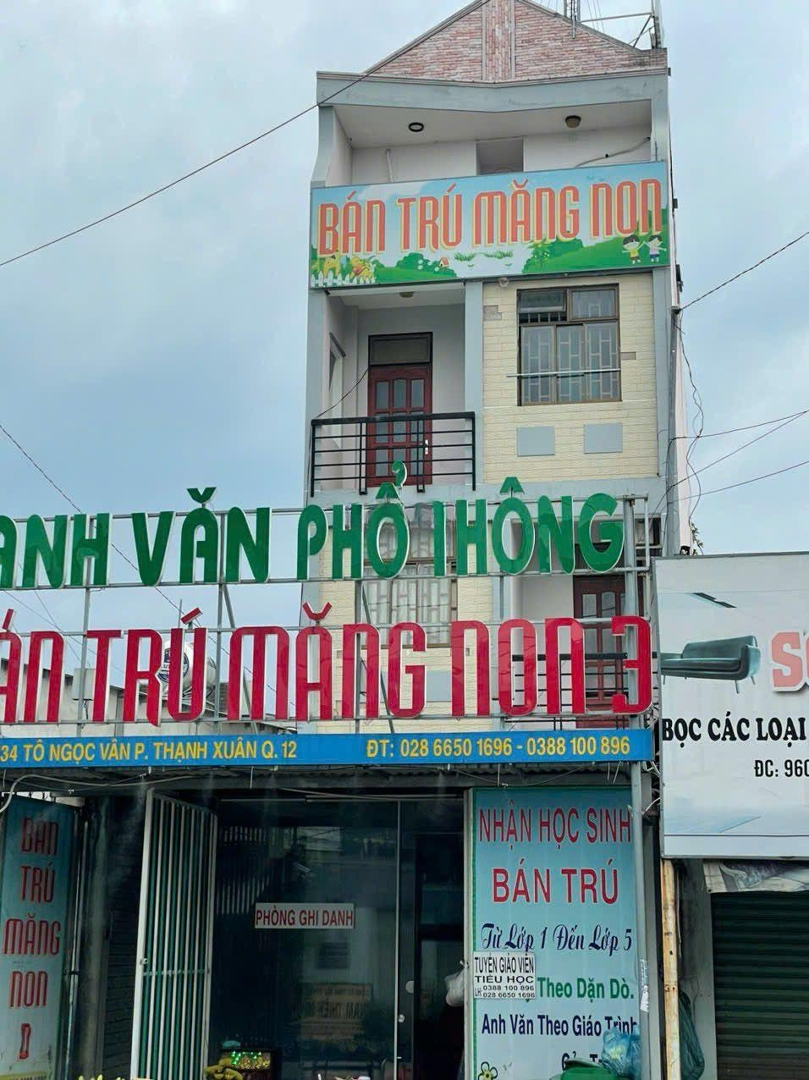 BÁN TRÚ MĂNG NON
ANH VĂN PHỔ THÔNG
ÁN TRÚ MĂNG NON 3
34 TÔ NGỌC VÂN P. THẠNH XUÂN Q. 12 ĐT: 028 6650 1696 - 0388 100 896
BỌC CÁC LOẠI
ĐC: 960
BÁN
TRÚ
MĂNG
NON
PHÒNG GHI DANH
NHẬN HỌC SINH
BÁN TRÚ
Từ Lớp 1 Đến Lớp 5
TUYỂN GIÁO VIÊN
TIỂU HỌC
LH 0388 100 896
028 6650 1696
Theo Dặn Dò.
Anh Văn Theo Giáo Trình